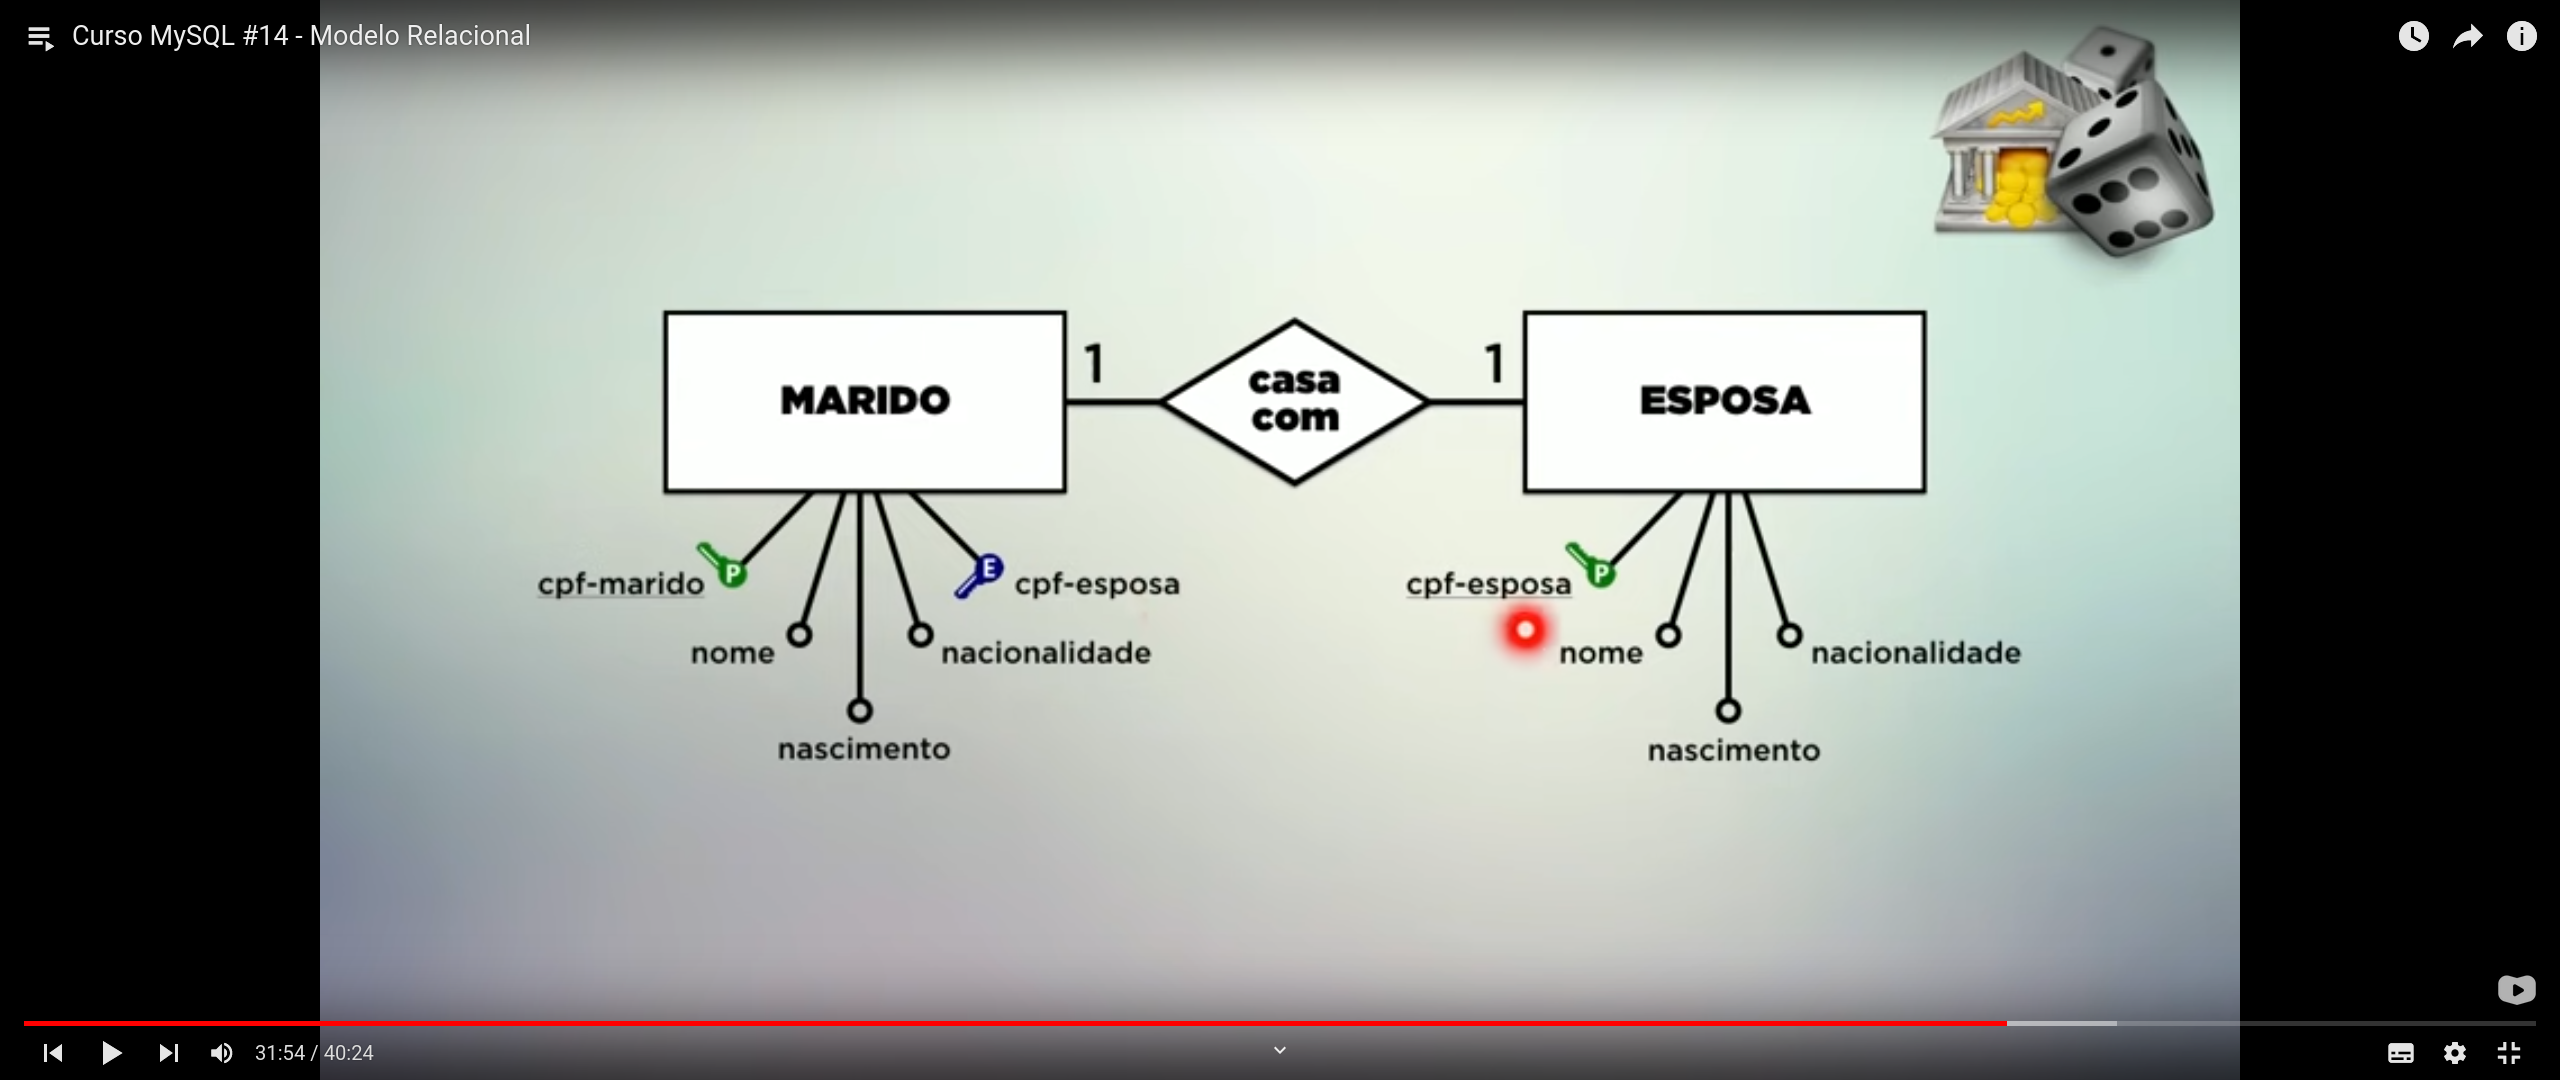 Curso MySQL #14 - Modelo Relacional
MARIDO
1
casa
com
1
ESPOSA
cpf-marido
P
E
cpf-esposa
nome
nacionalidade
nascimento
cpf-esposa
P
nome
nacionalidade
nascimento
31:54 / 40:24